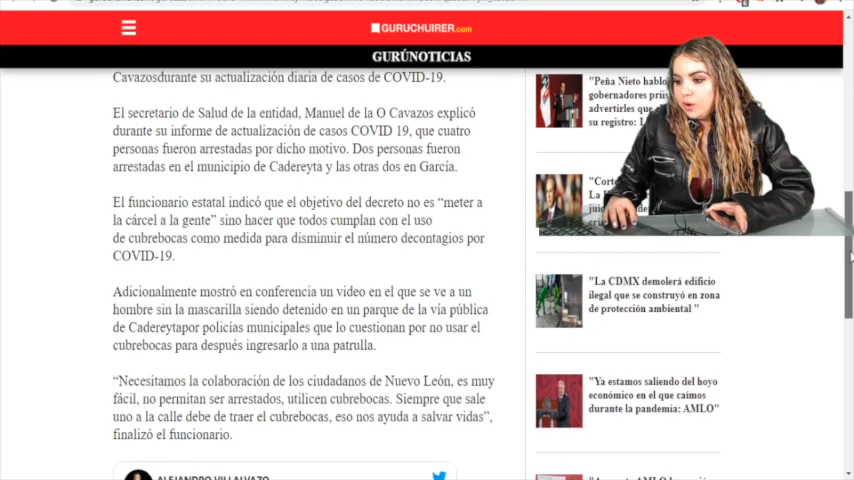 GURUCHUIRER.com
GURÚNOTICIAS
Cavazosdurante su actualización diaria de casos de COVID-19.
El secretario de Salud de la entidad, Manuel de la O Cavazos explicó
durante su informe de actualización de casos COVID 19, que cuatro
personas fueron arrestadas por dicho motivo. Dos personas fueron
arrestadas en el municipio de Cadereyta y las otras dos en García.
El funcionario estatal indicó que el objetivo del decreto no es “meter a
la cárcel a la gente” sino hacer que todos cumplan con el uso
de cubrebocas como medida para disminuir el número decontagios por
COVID-19.
Adicionalmente mostró en conferencia un video en el que se ve a un
hombre sin la mascarilla siendo detenido en un parque de la vía pública
de Cadereytapor policías municipales que lo cuestionan por no usar el
cubrebocas para después ingresarlo a una patrulla.
“Necesitamos la colaboración de los ciudadanos de Nuevo León, es muy
fácil, no permitan ser arrestados, utilicen cubrebocas. Siempre que sale
uno a la calle debe de traer el cubrebocas, eso nos ayuda a salvar vidas”,
finalizó el funcionario.
ALEJANDRO VILLALVAZO
"Peña Nieto habló
gobernadores priis
advertirles que
su registro:
"Corte
La
"La CDMX demolerá edificio
ilegal que se construyó en zona
de protección ambiental "
"Ya estamos saliendo del hoyo
económico en el que caímos
durante la pandemia: AMLO"